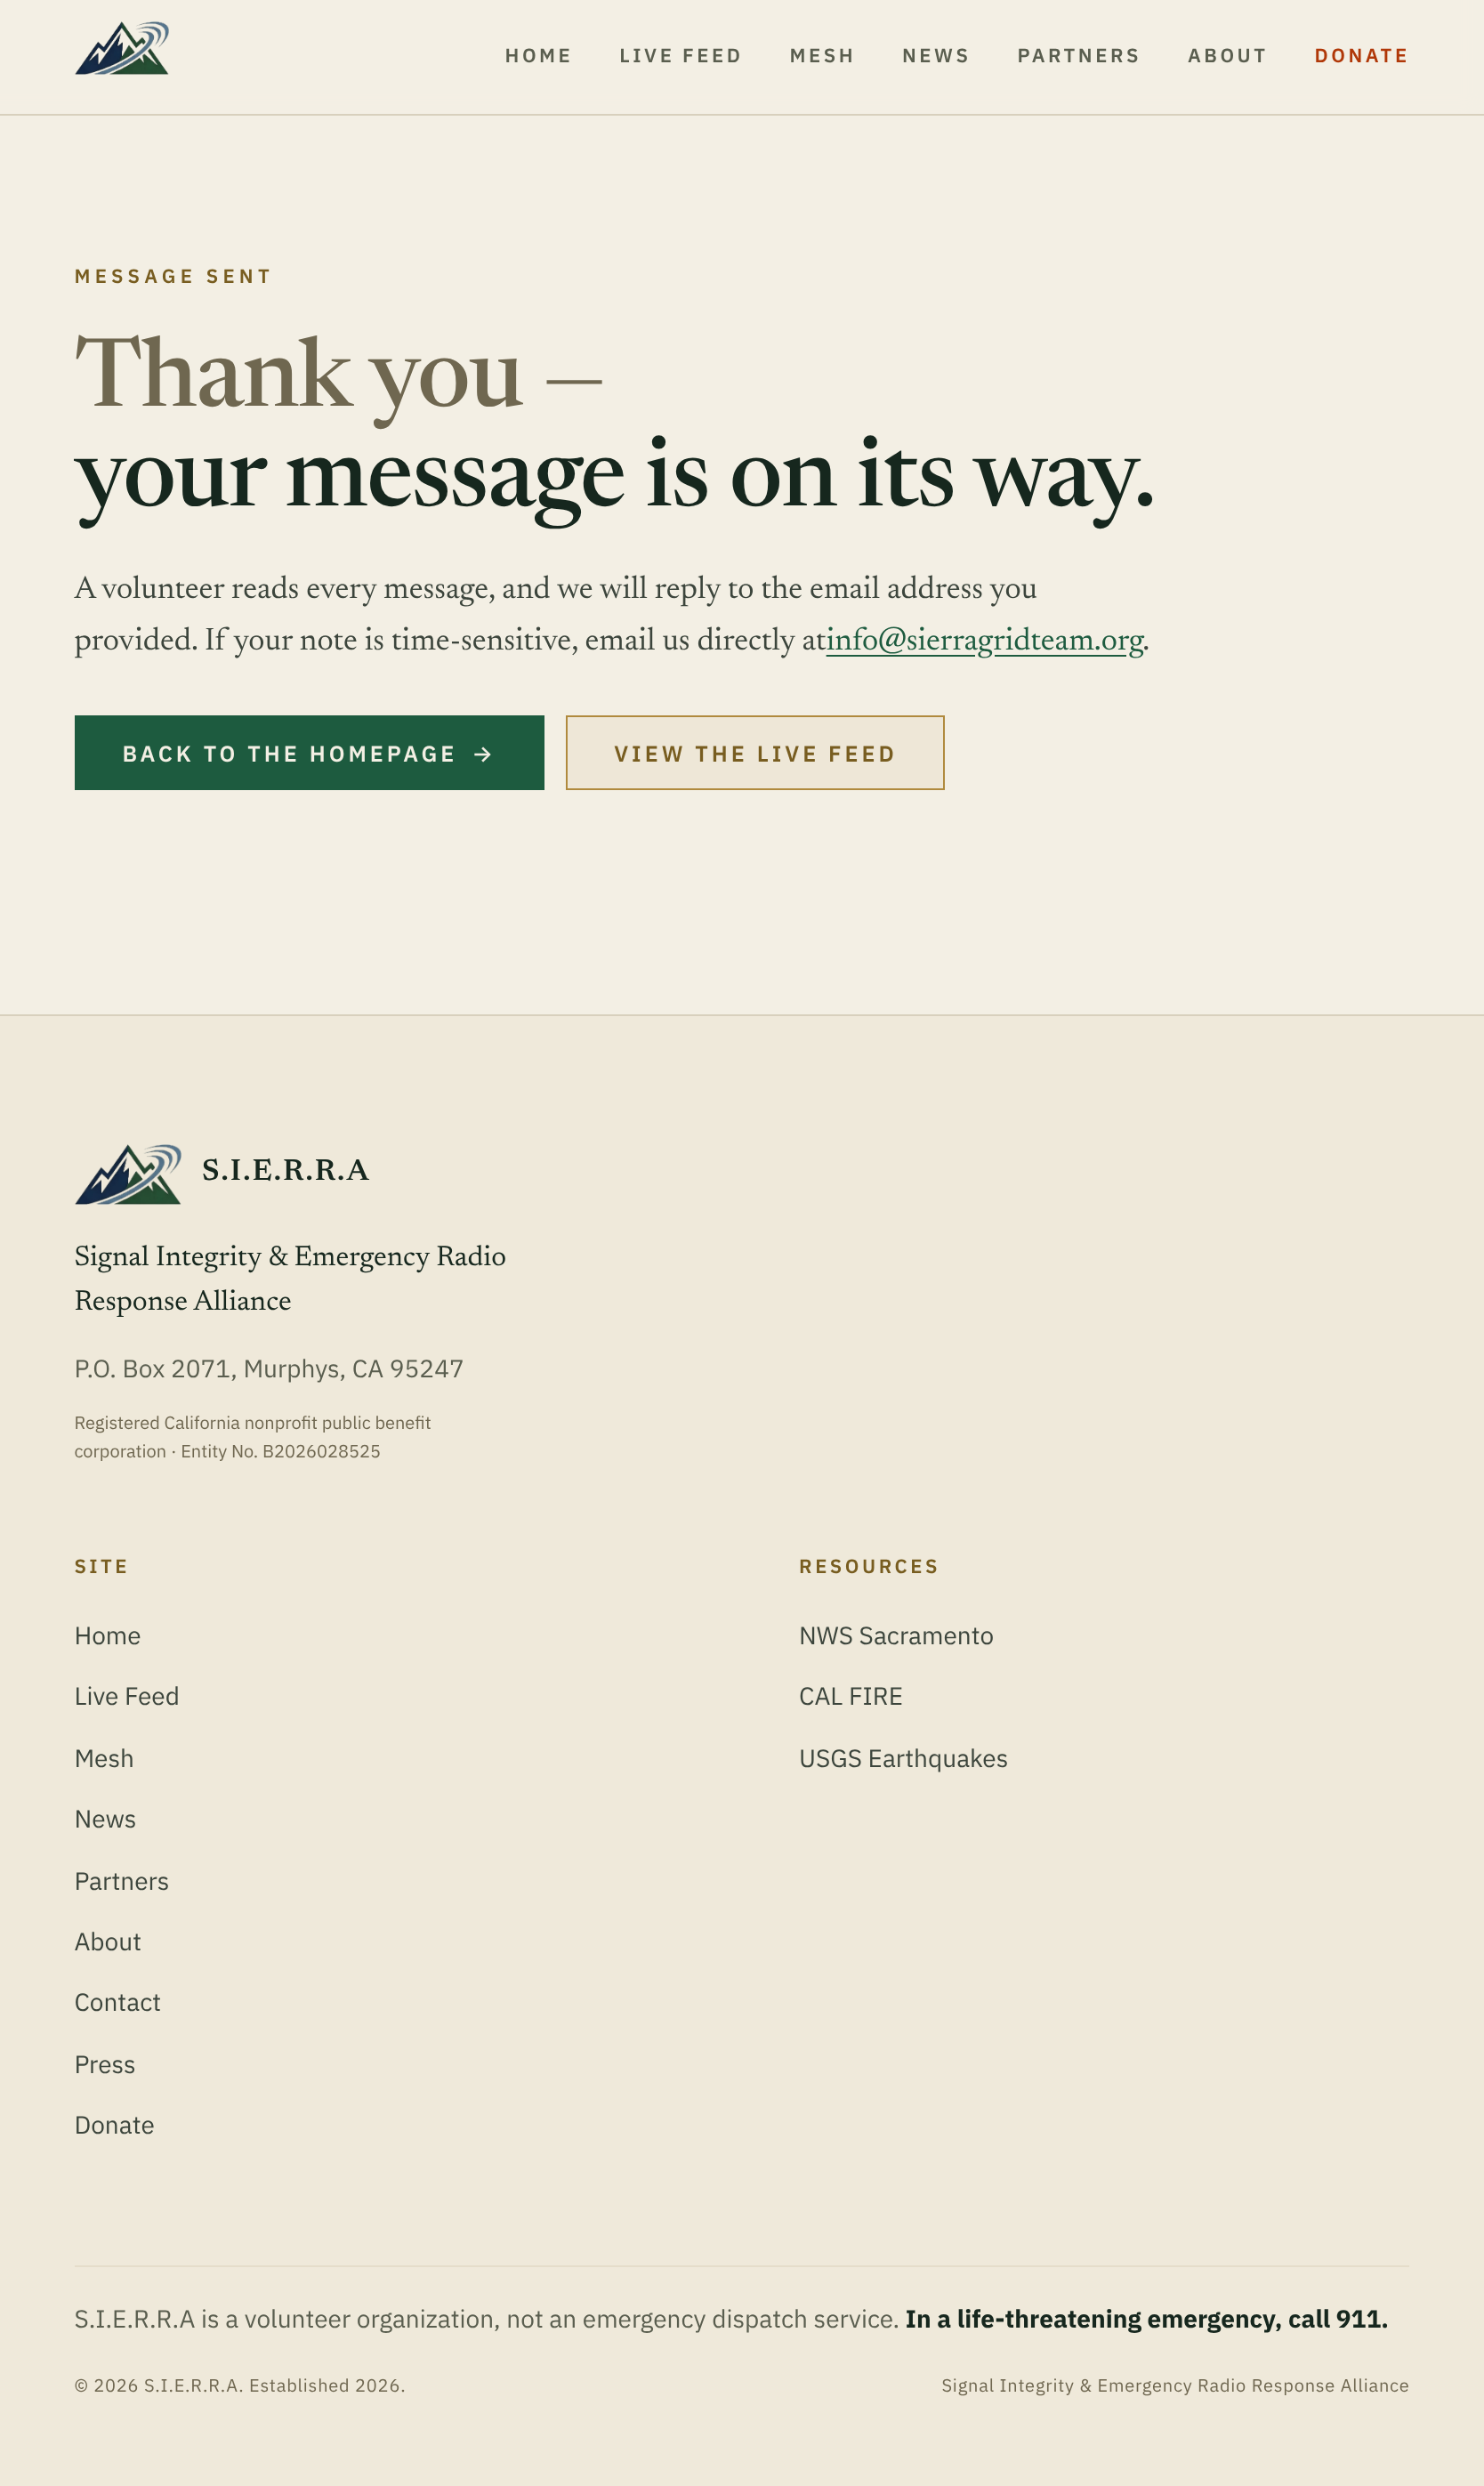 HOME LIVE FEED MESH NEWS PARTNERS ABOUT DONATE
MESSAGE SENT
Thank you —
your message is on its way.
A volunteer reads every message, and we will reply to the email address you
provided. If your note is time-sensitive, email us directly atinfo@sierragridteam.org.
BACK TO THE HOMEPAGE →
VIEW THE LIVE FEED
S.I.E.R.R.A
Signal Integrity & Emergency Radio
Response Alliance
P.O. Box 2071, Murphys, CA 95247
Registered California nonprofit public benefit
corporation · Entity No. B2026028525
SITE
Home
Live Feed
Mesh
News
Partners
About
Contact
Press
Donate
RESOURCES
NWS Sacramento
CAL FIRE
USGS Earthquakes
S.I.E.R.R.A is a volunteer organization, not an emergency dispatch service. In a life-threatening emergency, call 911.
© 2026 S.I.E.R.R.A. Established 2026.
Signal Integrity & Emergency Radio Response Alliance